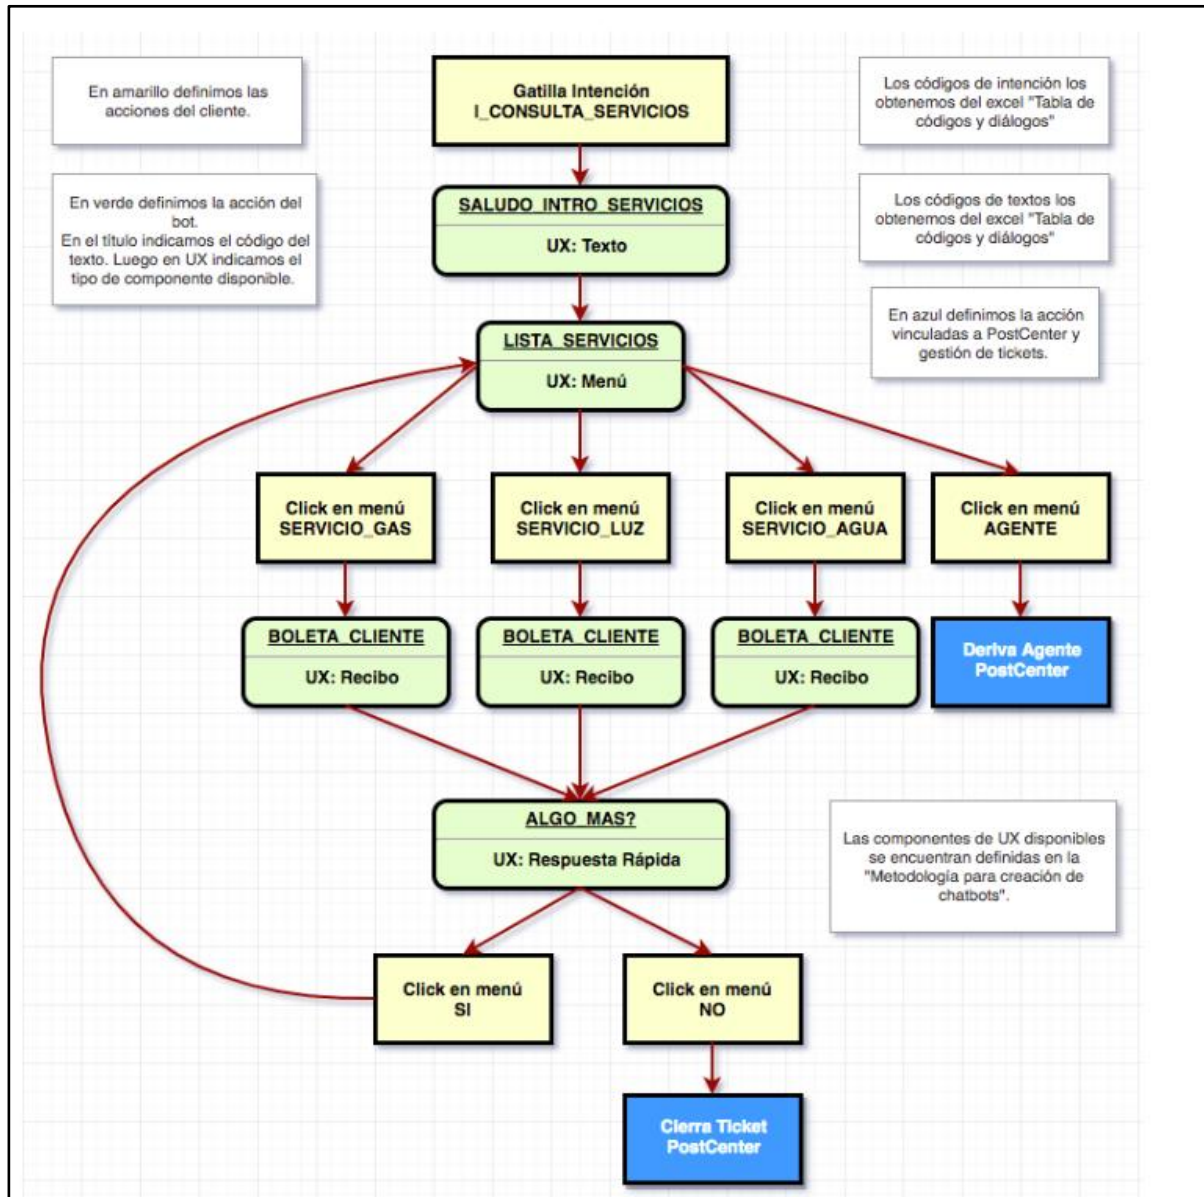 En amarillo definimos las
acciones del cliente.
Gatilla Intención
I_CONSULTA_SERVICIOS
Los códigos de intención los
obtenemos del excel "Tabla de
códigos y diálogos"
En verde definimos la acción del
bot.
En el título indicamos el código del
texto. Luego en UX indicamos el
tipo de componente disponible.
SALUDO_INTRO_SERVICIOS
UX: Texto
Los códigos de textos los
obtenemos del excel "Tabla de
códigos y diálogos"
En azul definimos la acción
vinculadas a PostCenter y
gestión de tickets.
LISTA_SERVICIOS
UX: Menú
Click en menú
SERVICIO_GAS
Click en menú
SERVICIO_LUZ
Click en menú
SERVICIO_AGUA
Click en menú
AGENTE
BOLETA_CLIENTE
UX: Recibo
BOLETA_CLIENTE
UX: Recibo
BOLETA_CLIENTE
UX: Recibo
Deriva Agente
PostCenter
ALGO_MAS?
UX: Respuesta Rápida
Las componentes de UX disponibles
se encuentran definidas en la
"Metodología para creación de
chatbots".
Click en menú
SI
Click en menú
NO
Cierra Ticket
PostCenter